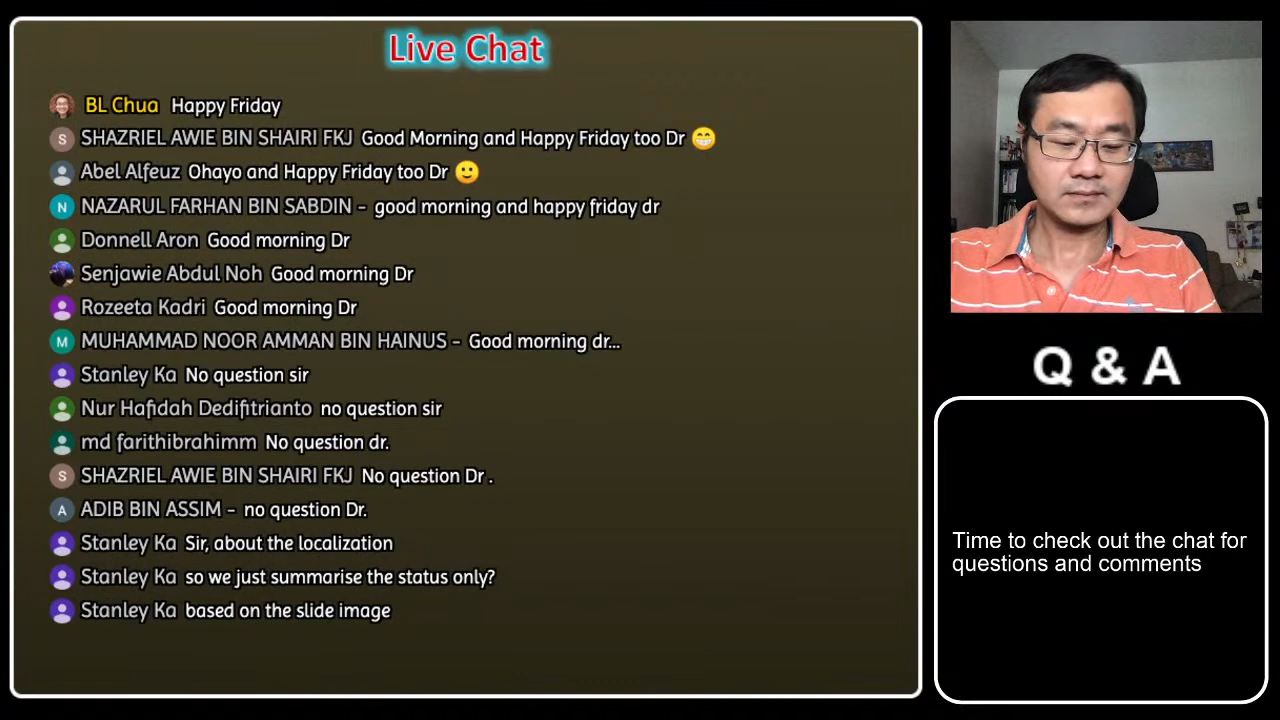 Live Chat
BL Chua Happy Friday
S SHAZRIEL AWIE BIN SHAIRI FKJ Good Morning and Happy Friday too Dr 😁
Abel Alfeuz Ohayo and Happy Friday too Dr 🙂
N NAZARUL FARHAN BIN SABDIN - good morning and happy friday dr
Donnell Aron Good morning Dr
Senjawie Abdul Noh Good morning Dr
Rozeeta Kadri Good morning Dr
M MUHAMMAD NOOR AMMAN BIN HAINUS - Good morning dr...
Stanley Ka No question sir
Nur Hafidah Dedifitrianto no question sir
md farithibrahimm No question dr.
S SHAZRIEL AWIE BIN SHAIRI FKJ No question Dr .
A ADIB BIN ASSIM - no question Dr.
Stanley Ka Sir, about the localization
Stanley Ka so we just summarise the status only?
Stanley Ka based on the slide image
Q & A
Time to check out the chat for
questions and comments